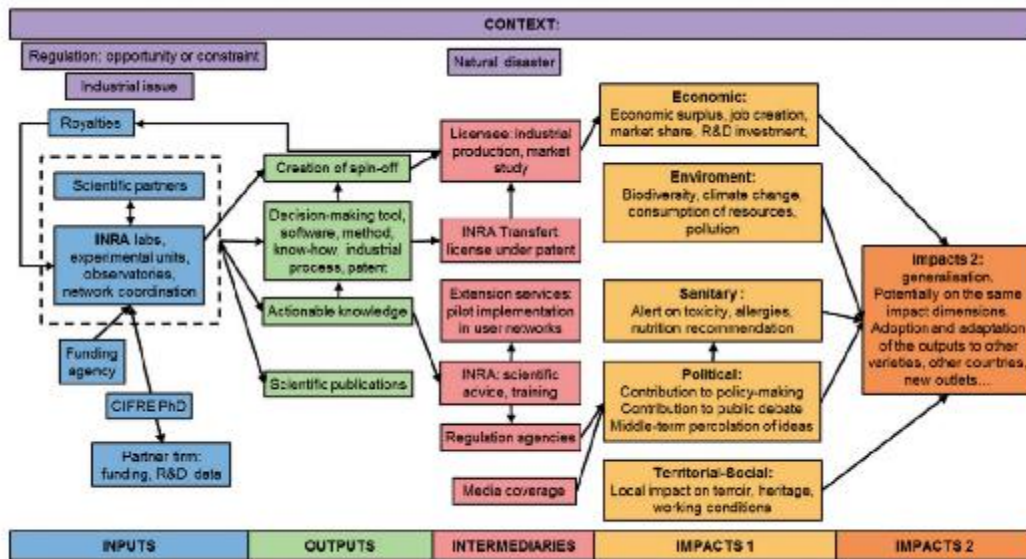 CONTEXT:
Regulation: opportunity or constraint
Industrial issue
Natural disaster
Royalties
Scientific partners
INRA labs,
experimental units,
observatories,
network coordination
Funding
agency
CIFRE PhD
Partner firm:
funding, R&D data
Creation of spin-off
Decision-making tool,
software, method,
know-how, industrial
process, patent
Actionable knowledge
Scientific publications
Licensee: industrial
production, market
study
INRA Transfert:
license under patent
Extension services:
pilot implementation
in user networks
INRA: scientific
advice, training
Regulation agencies
Media coverage
Economic:
Economic surplus, job creation,
market share, R&D investment,
Enviroment:
Biodiversity, climate change,
consumption of resources,
pollution
Sanitary :
Alert on toxicity, allergies,
nutrition recommendation
Political:
Contribution to policy-making
Contribution to public debate
Middle-term percolation of ideas
Territorial-Social:
Local impact on terroir, heritage,
working conditions
Impacts 2:
generalisation.
Potentially on the same
impact dimensions.
Adoption and adaptation
of the outputs to other
varieties, other countries,
new outlets…
INPUTS
OUTPUTS
INTERMEDIARIES
IMPACTS 1
IMPACTS 2